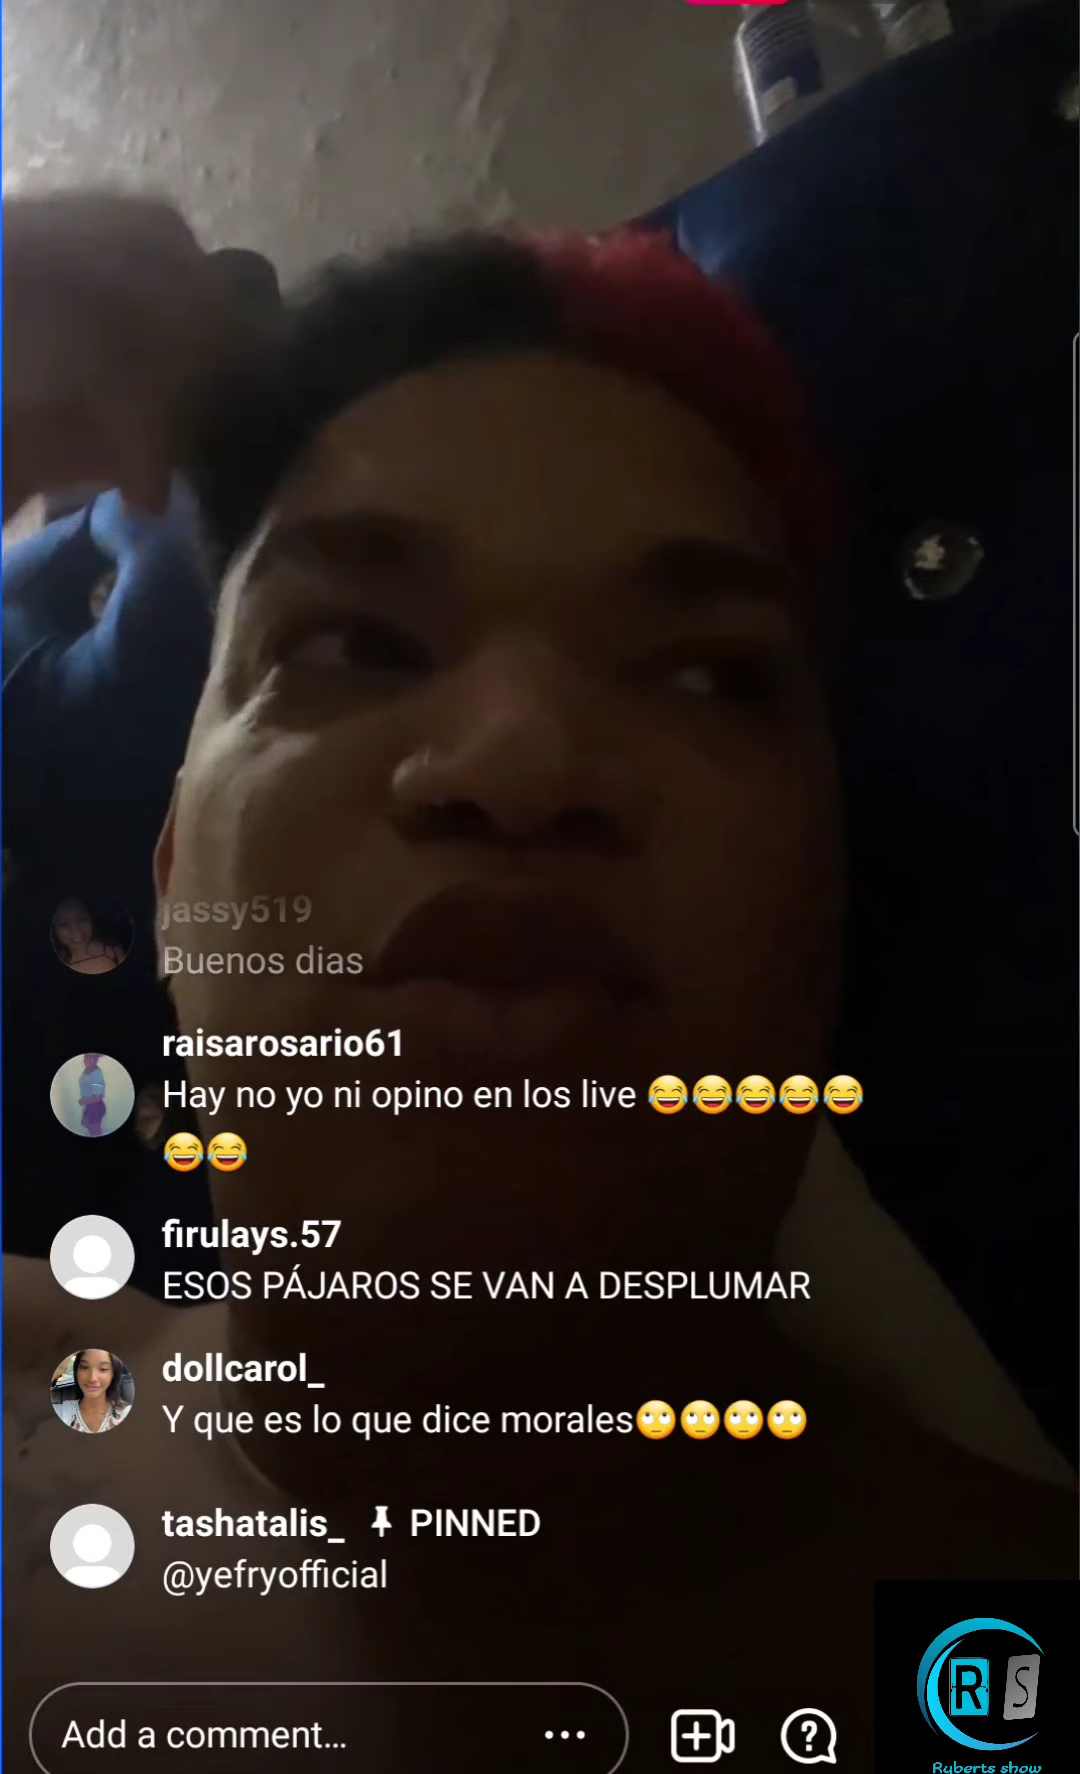 jassy519
Buenos dias
raisarosario61
Hay no yo ni opino en los live 😂😂😂😂😂
😂😂
firulays.57
ESOS PÁJAROS SE VAN A DESPLUMAR
dollcarol_
Y que es lo que dice morales🙄🙄🙄🙄
tashatalis_ PINNED
@yefryofficial
Add a comment...
R S
Ryberts show